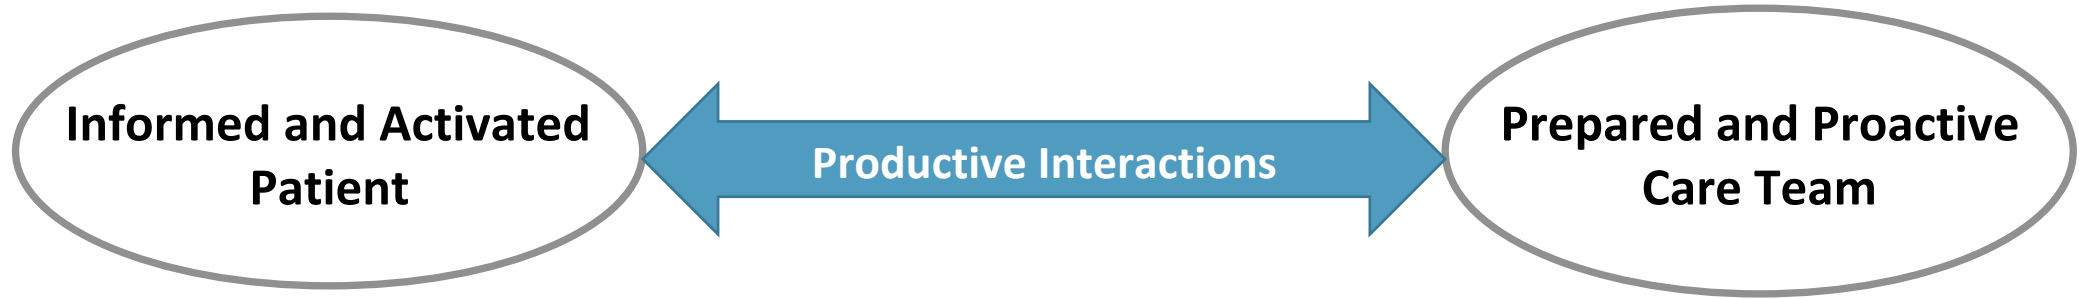 Informed and Activated
Patient
Productive Interactions
Prepared and Proactive
Care Team